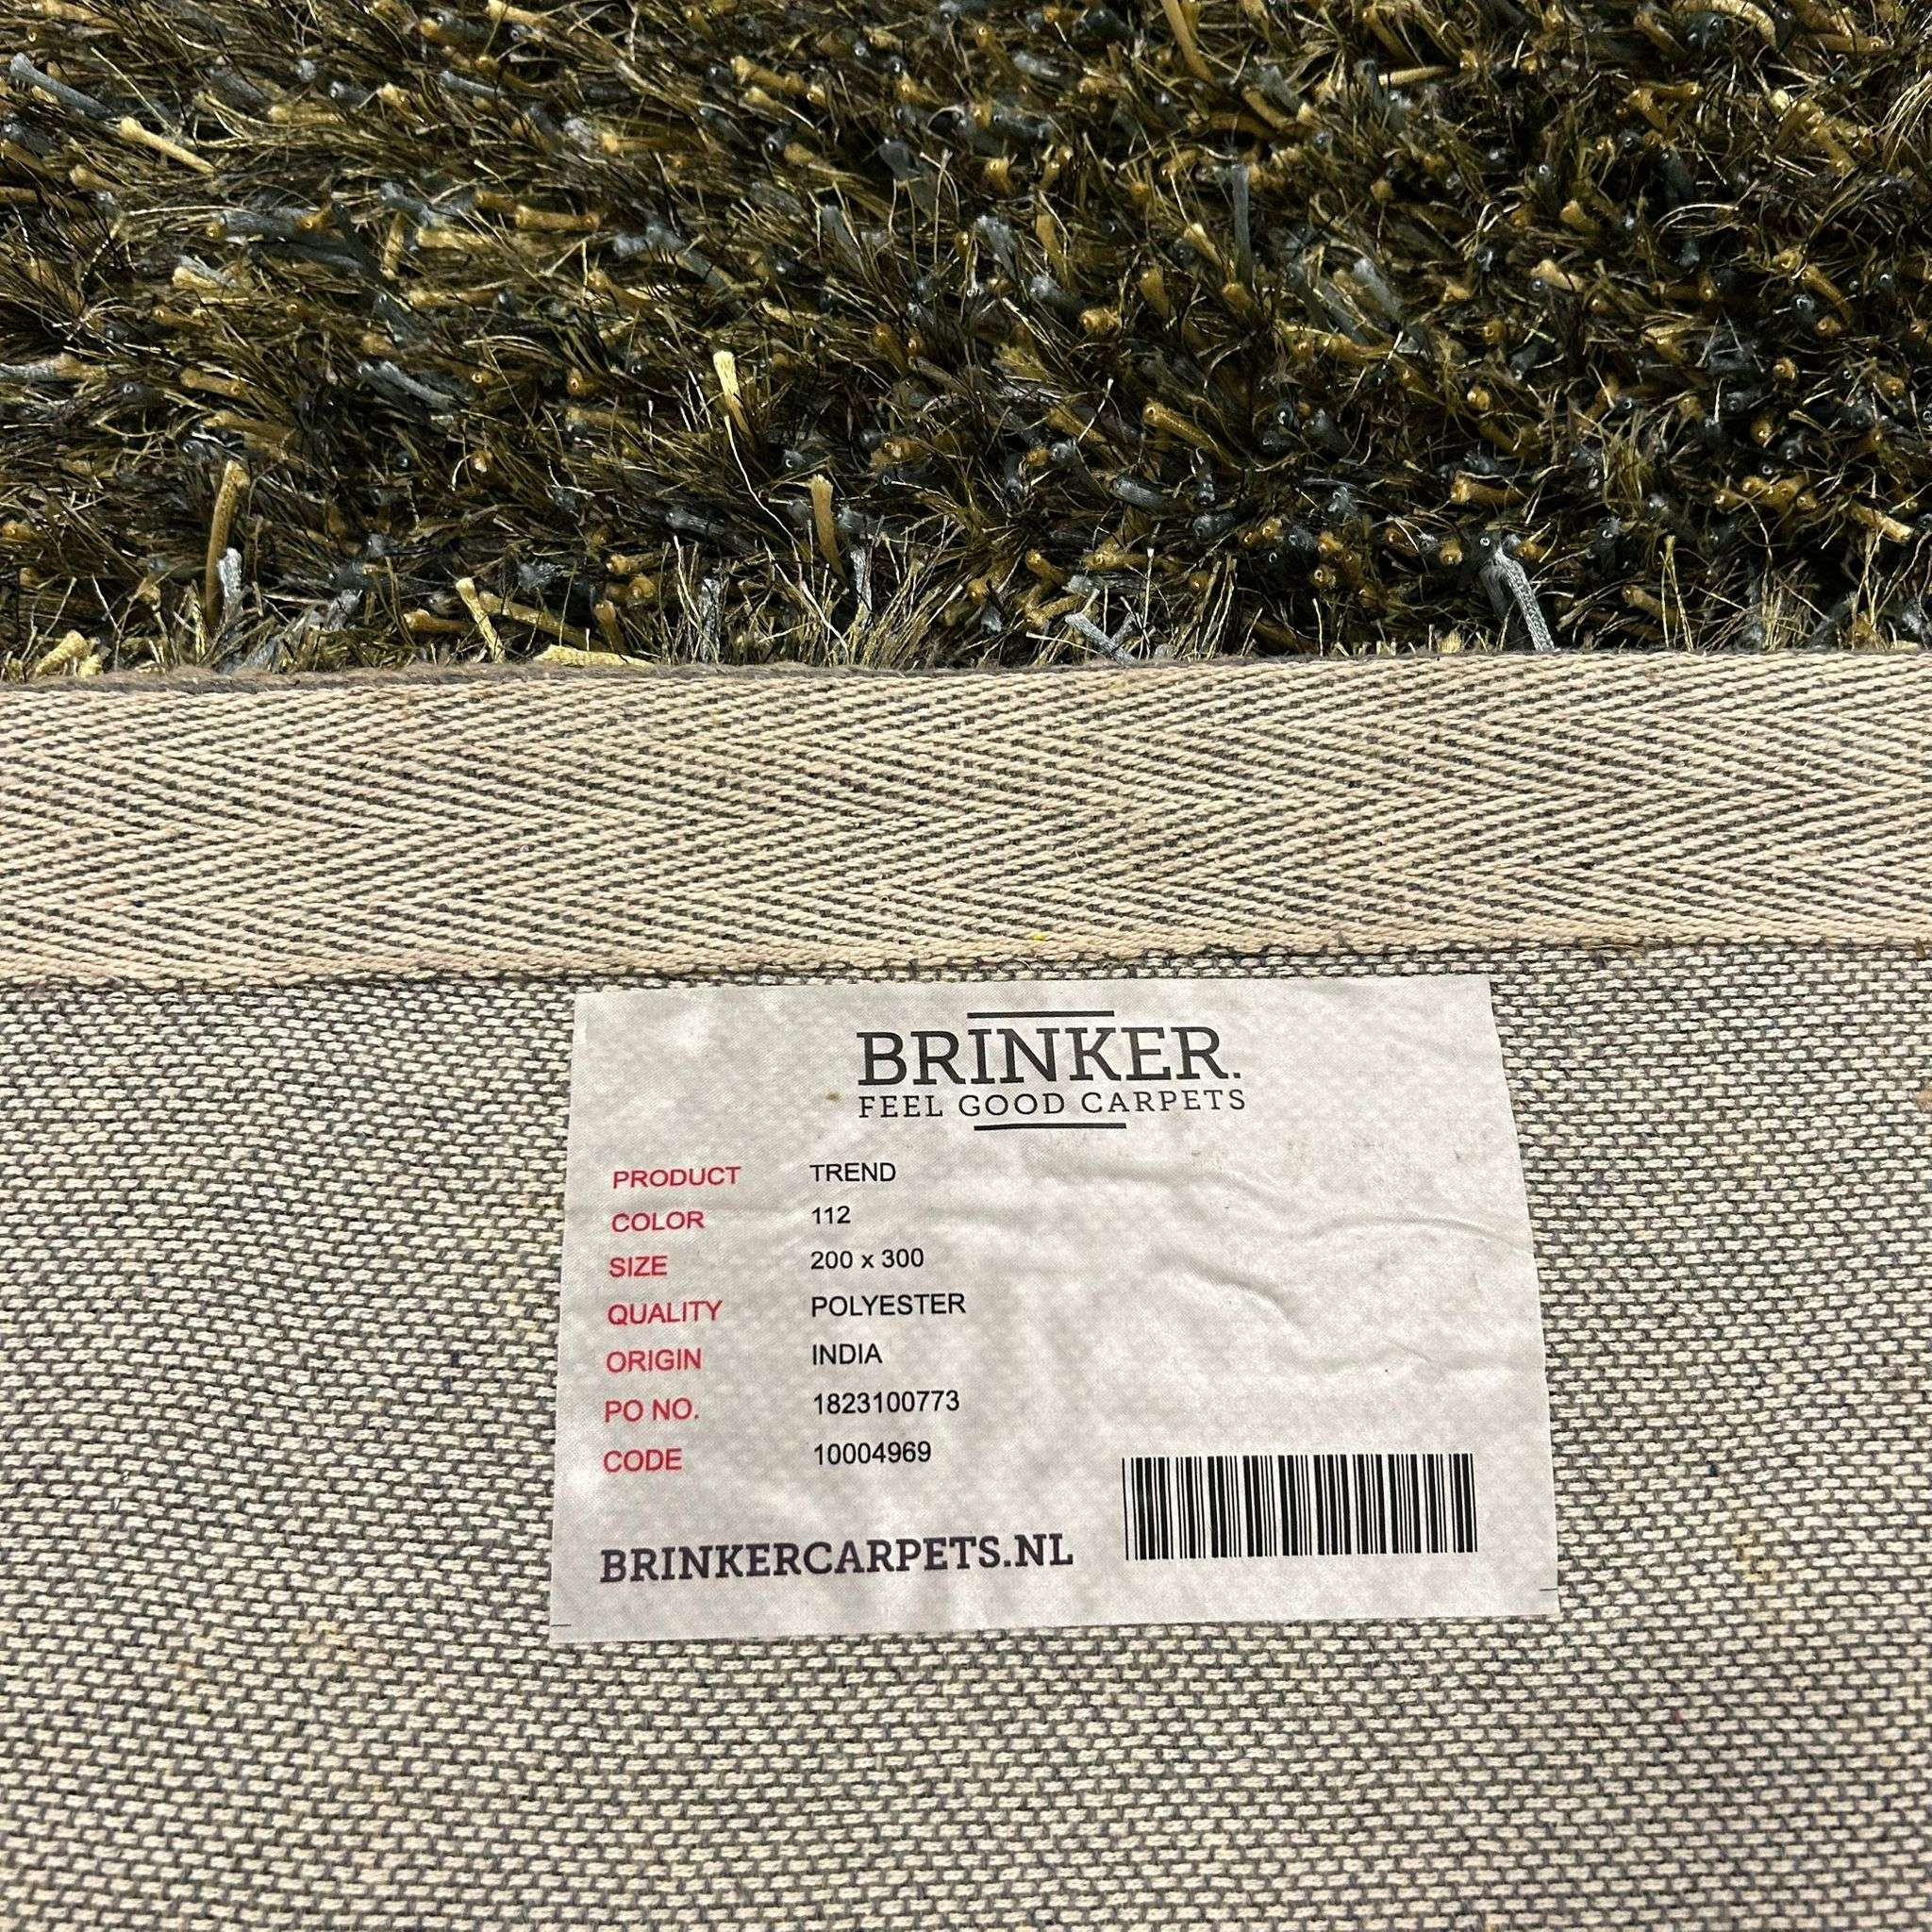 BRINKER.
FEEL GOOD CARPETS
PRODUCT TREND
COLOR 112
SIZE 200 x 300
QUALITY POLYESTER
ORIGIN INDIA
PO NO. 1823100773
CODE 10004969
BRINKERCARPETS.NL